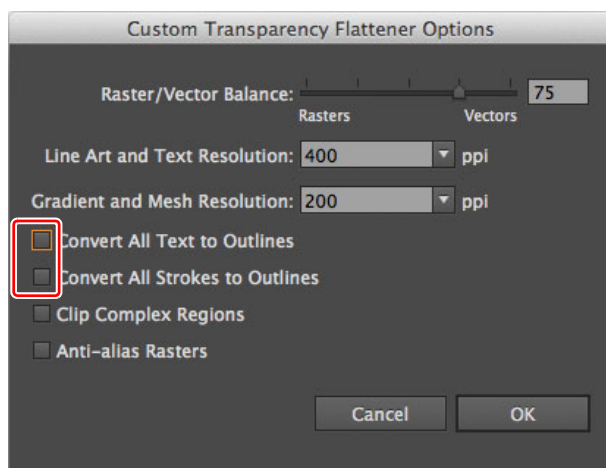 Custom Transparency Flattener Options
Raster/Vector Balance: 75
Rasters Vectors
Line Art and Text Resolution: 400 ppi
Gradient and Mesh Resolution: 200 ppi
Convert All Text to Outlines
Convert All Strokes to Outlines
Clip Complex Regions
Anti-alias Rasters
Cancel OK